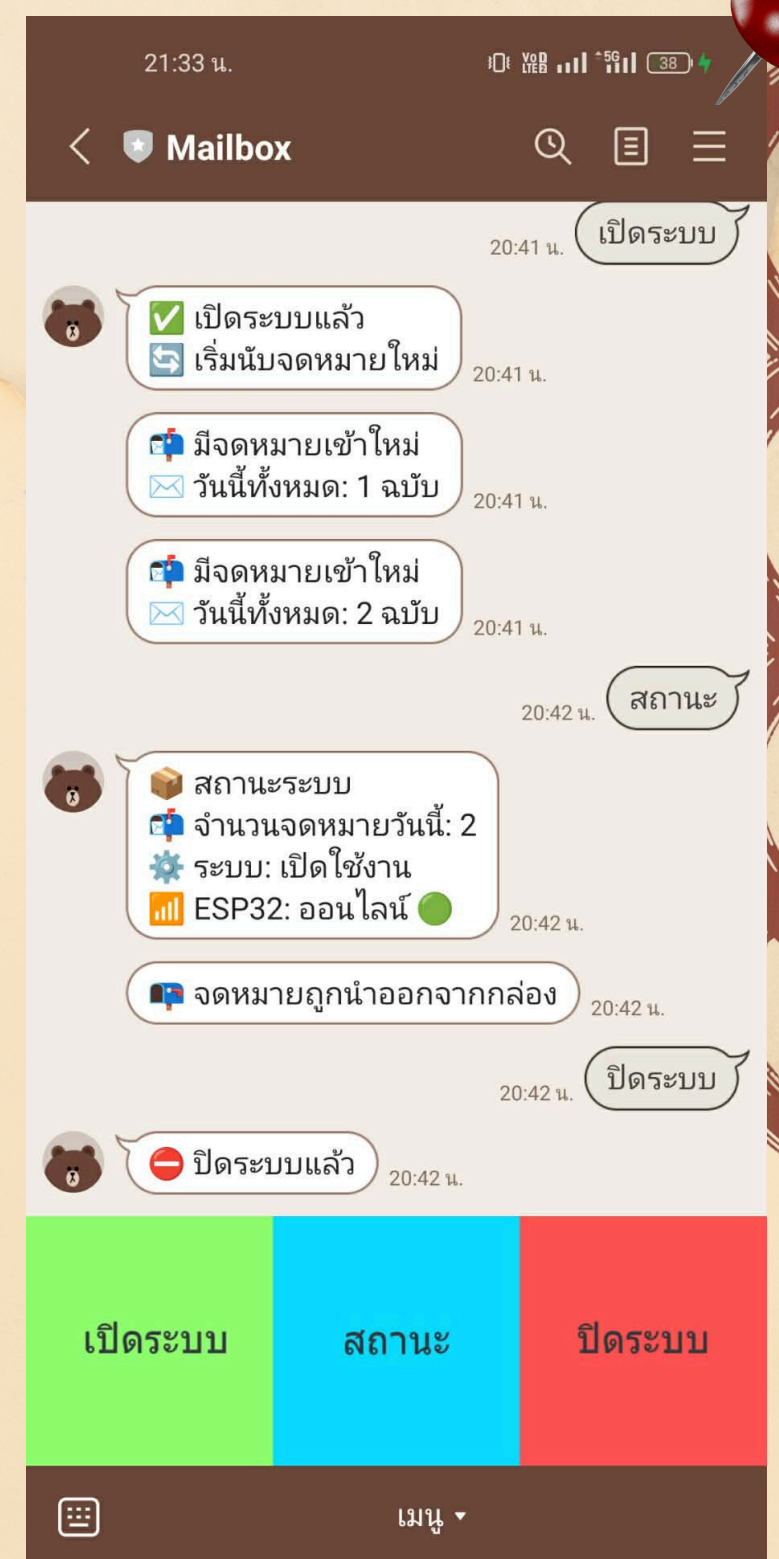 21:33 น.
VoD LTE 5G 38
Mailbox
เปิดระบบ
20:41 น.
✅ เปิดระบบแล้ว
🔄 เริ่มนับจดหมายใหม่
20:41 น.
📬 มีจดหมายเข้าใหม่
✉️ วันนี้ทั้งหมด: 1 ฉบับ
20:41 น.
📬 มีจดหมายเข้าใหม่
✉️ วันนี้ทั้งหมด: 2 ฉบับ
20:41 น.
สถานะ
20:42 น.
📦 สถานะระบบ
📬 จำนวนจดหมายวันนี้: 2
⚙️ ระบบ: เปิดใช้งาน
📶 ESP32: ออนไลน์ 🟢
20:42 น.
📭 จดหมายถูกนำออกจากกล่อง
20:42 น.
ปิดระบบ
20:42 น.
⛔ ปิดระบบแล้ว
20:42 น.
เปิดระบบ
สถานะ
ปิดระบบ
เมนู